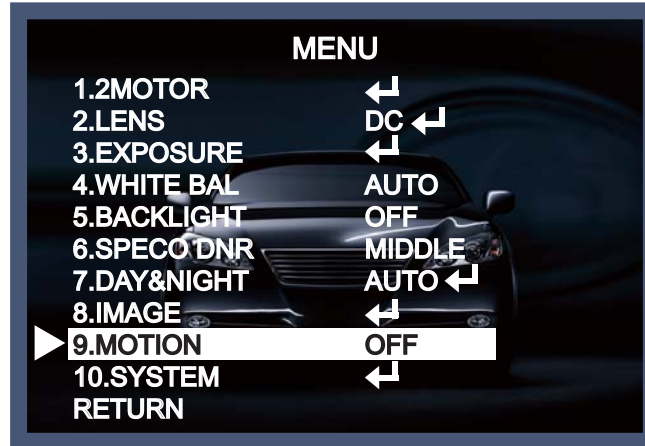 MENU
1.2MOTOR ↵
2.LENS DC ↵
3.EXPOSURE ↵
4.WHITE BAL AUTO
5.BACKLIGHT OFF
6.SPECO DNR MIDDLE
7.DAY&NIGHT AUTO ↵
8.IMAGE ↵
9.MOTION OFF
10.SYSTEM ↵
RETURN